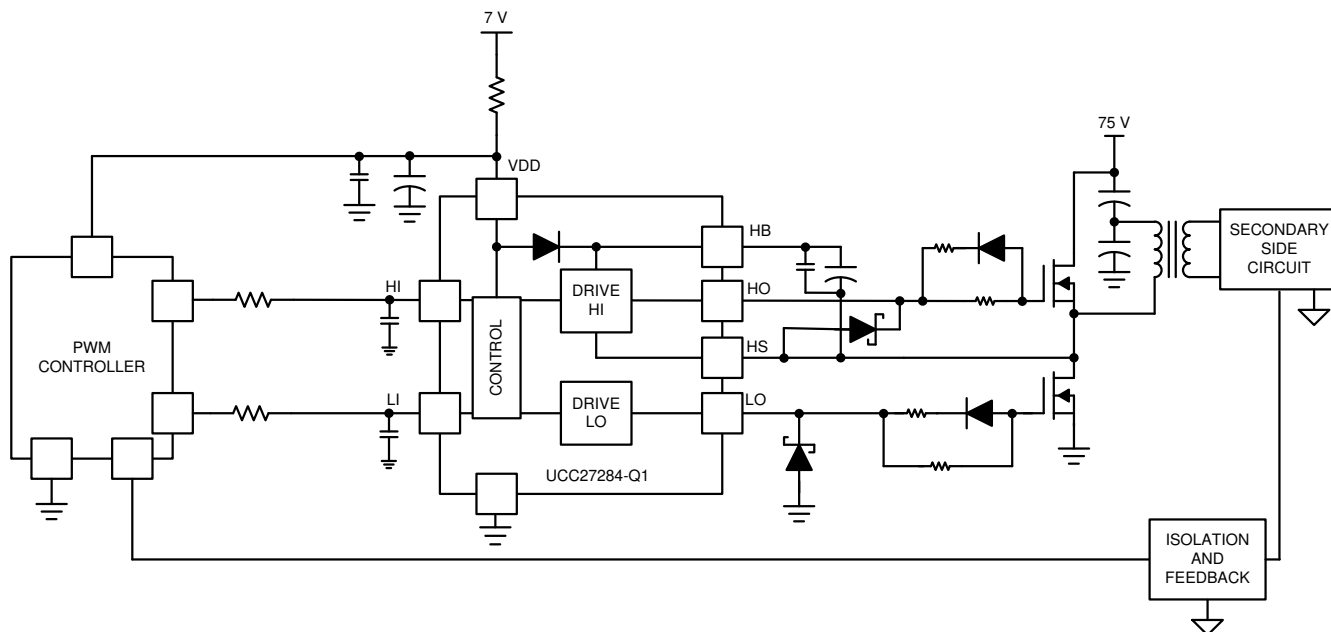 7 V
75 V
VDD
HB
SECONDARY
SIDE
CIRCUIT
HI
DRIVE
HI
HO
PWM
CONTROLLER
CONTROL
HS
LI
DRIVE
LO
LO
UCC27284-Q1
ISOLATION
AND
FEEDBACK